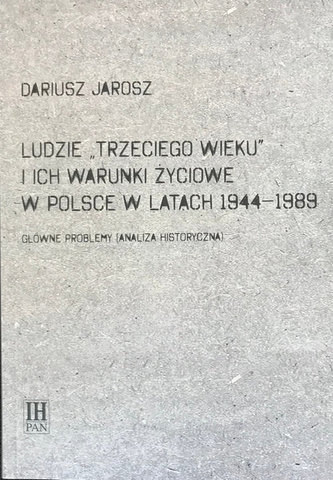 DARIUSZ JAROSZ
LUDZIE „TRZECIEGO WIEKU”
I ICH WARUNKI ŻYCIOWE
W POLSCE W LATACH 1944–1989
GŁÓWNE PROBLEMY (ANALIZA HISTORYCZNA)
IH
PAN